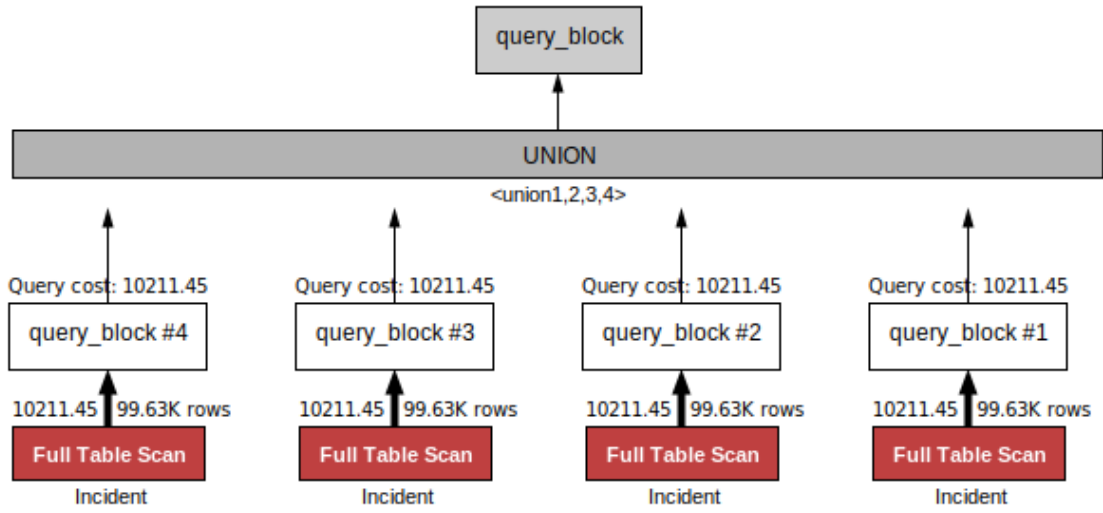 query_block
UNION
<union1,2,3,4>
Query cost: 10211.45 Query cost: 10211.45 Query cost: 10211.45 Query cost: 10211.45
query_block #4 query_block #3 query_block #2 query_block #1
10211.45 99.63K rows 10211.45 99.63K rows 10211.45 99.63K rows 10211.45 99.63K rows
Full Table Scan Full Table Scan Full Table Scan Full Table Scan
Incident Incident Incident Incident